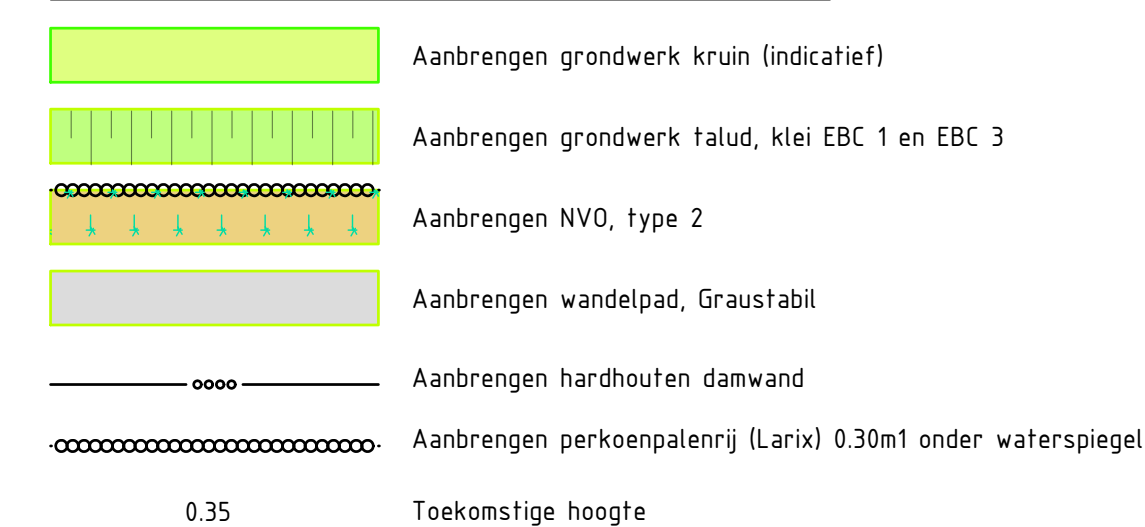 Aanbrengen grondwerk kruin (indicatief)
Aanbrengen grondwerk talud, klei EBC 1 en EBC 3
Aanbrengen NVO, type 2
Aanbrengen wandelpad, Graustabil
Aanbrengen hardhouten damwand
Aanbrengen perkoenpalenrij (Larix) 0.30m1 onder waterspiegel
0.35 Toekomstige hoogte